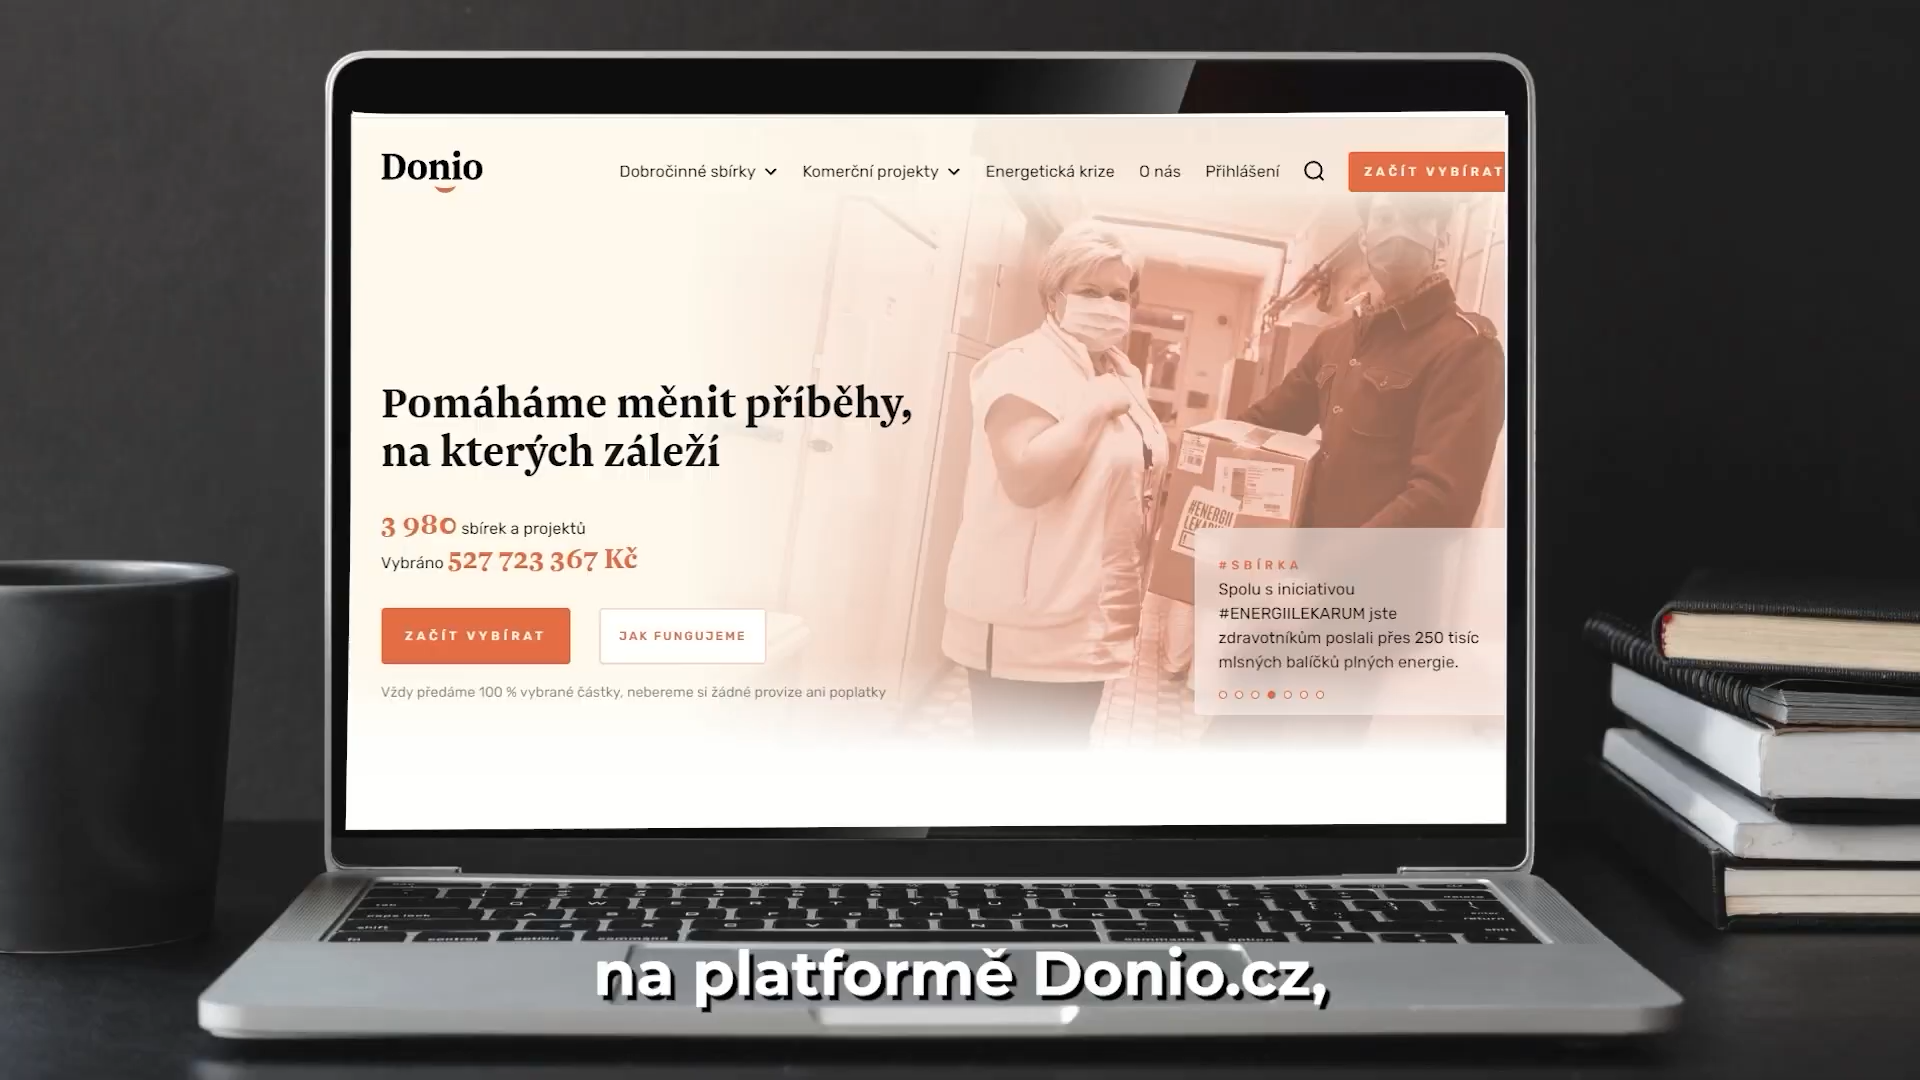 Donio
Dobročinné sbírky
Komerční projekty
Energetická krize
O nás
Přihlášení
ZAČÍT VYBÍRAT
Pomáháme měnit příběhy,
na kterých záleží
3 980 sbírek a projektů
Vybráno 527 723 367 Kč
ZAČÍT VYBÍRAT
JAK FUNGUJEME
Vždy předáme 100 % vybrané částky, nebereme si žádné provize ani poplatky
#ENERGII
#SBÍRKA
Spolu s iniciativou
#ENERGIILEKARUM jste
zdravotníkům poslali přes 250 tisíc
mlsných balíčků plných energie.
na platformě Donio.cz,